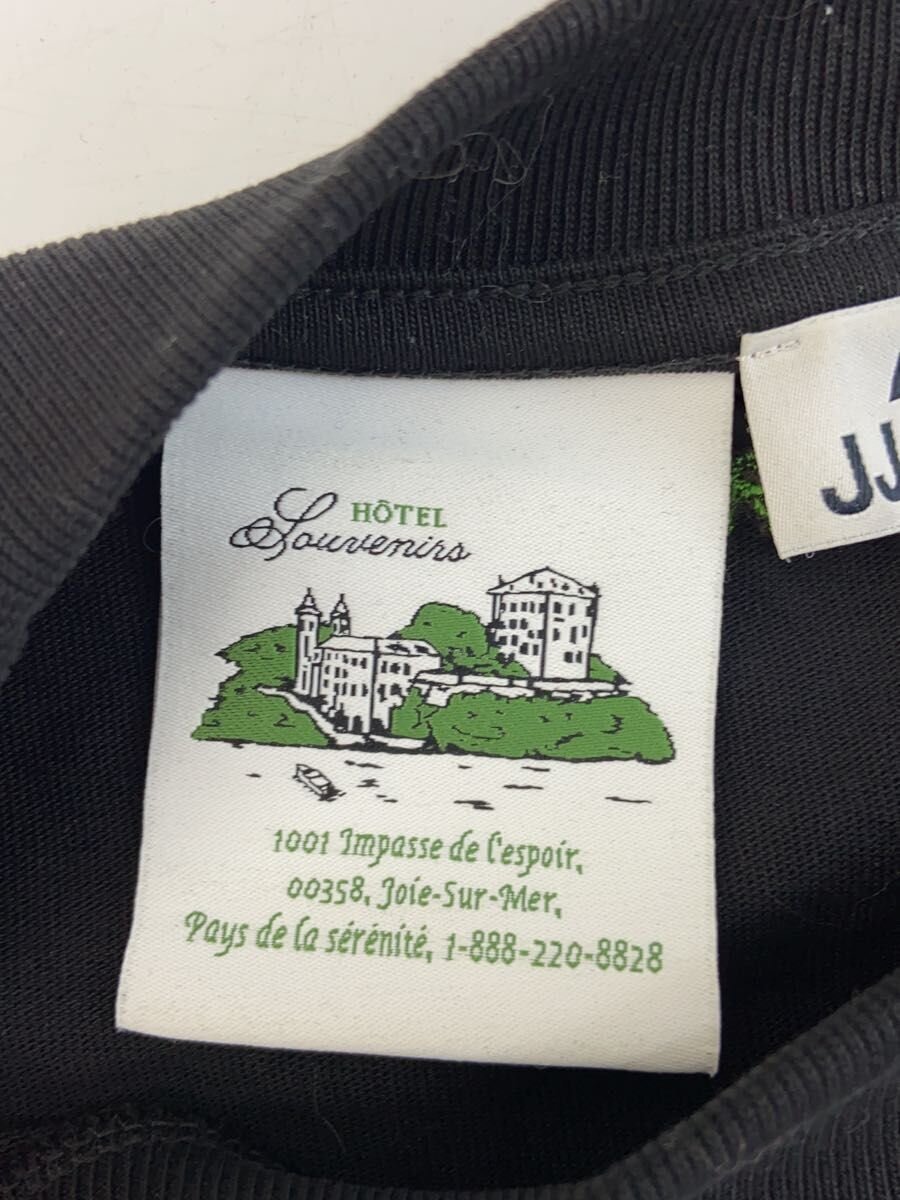 HÔTEL
Souvenirs
1001 Impasse de l'espoir,
00358, Joie-Sur-Mer,
Pays de la sérénité, 1-888-220-8828
JJ